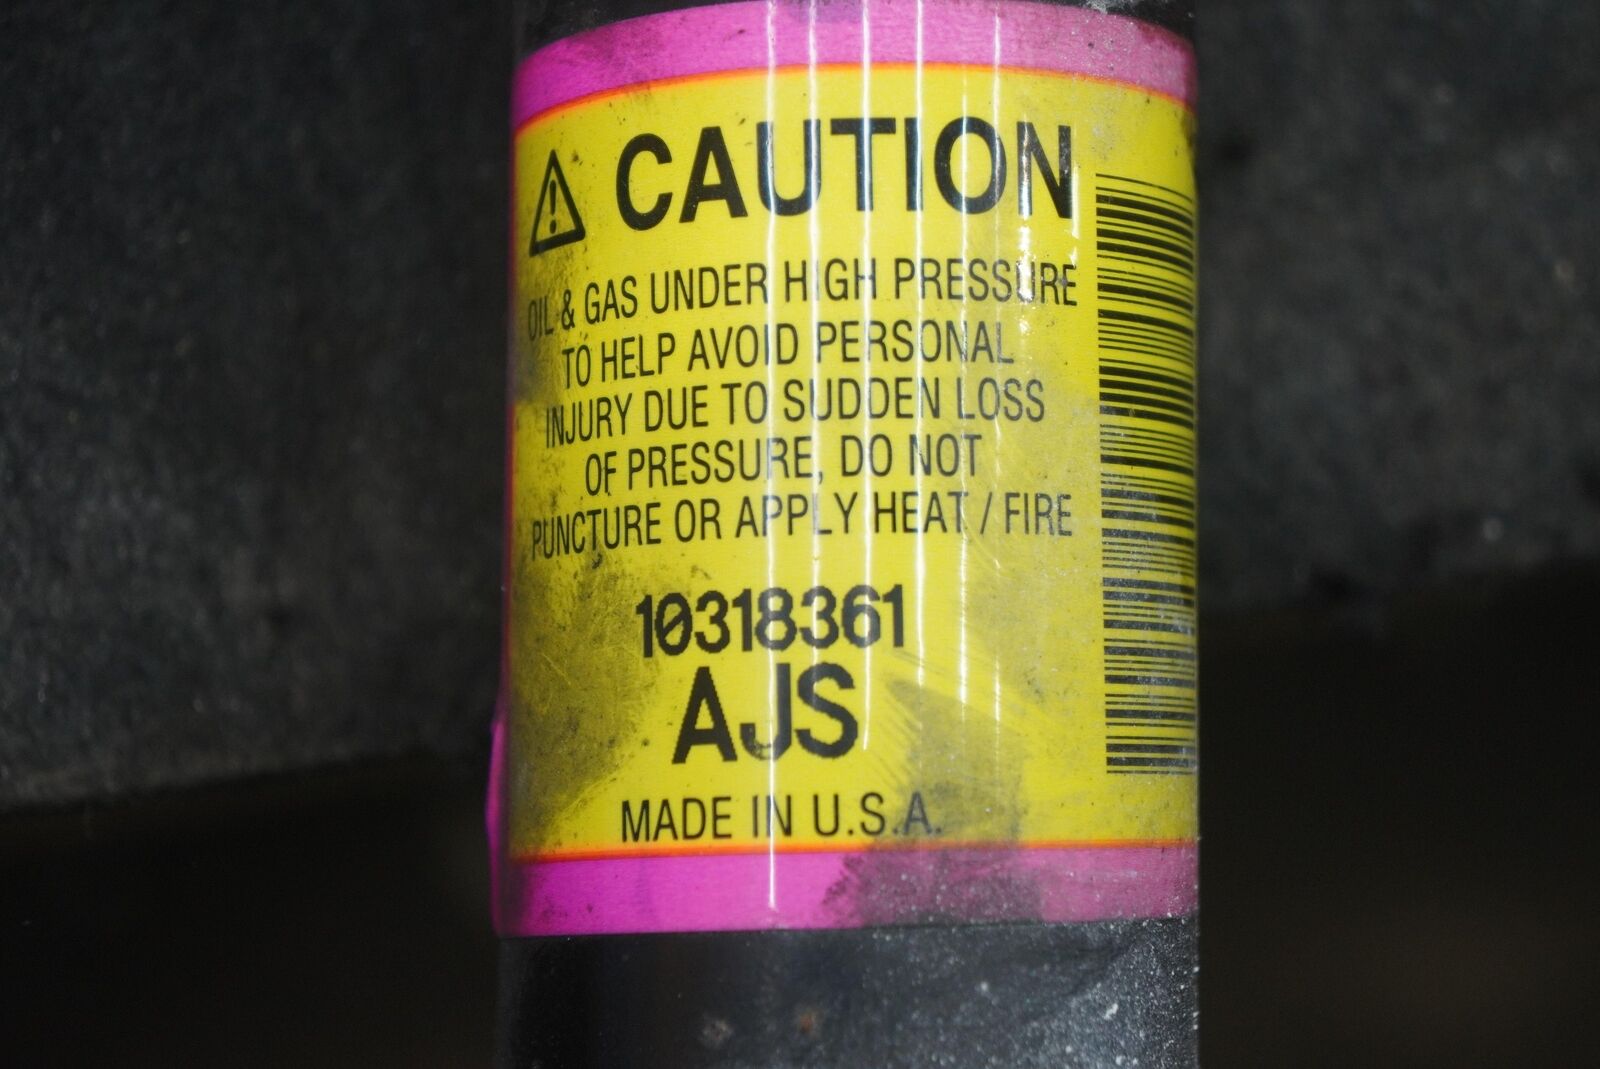 CAUTION
OIL & GAS UNDER HIGH PRESSURE
TO HELP AVOID PERSONAL
INJURY DUE TO SUDDEN LOSS
OF PRESSURE, DO NOT
PUNCTURE OR APPLY HEAT / FIRE
10318361
AJS
MADE IN U.S.A.